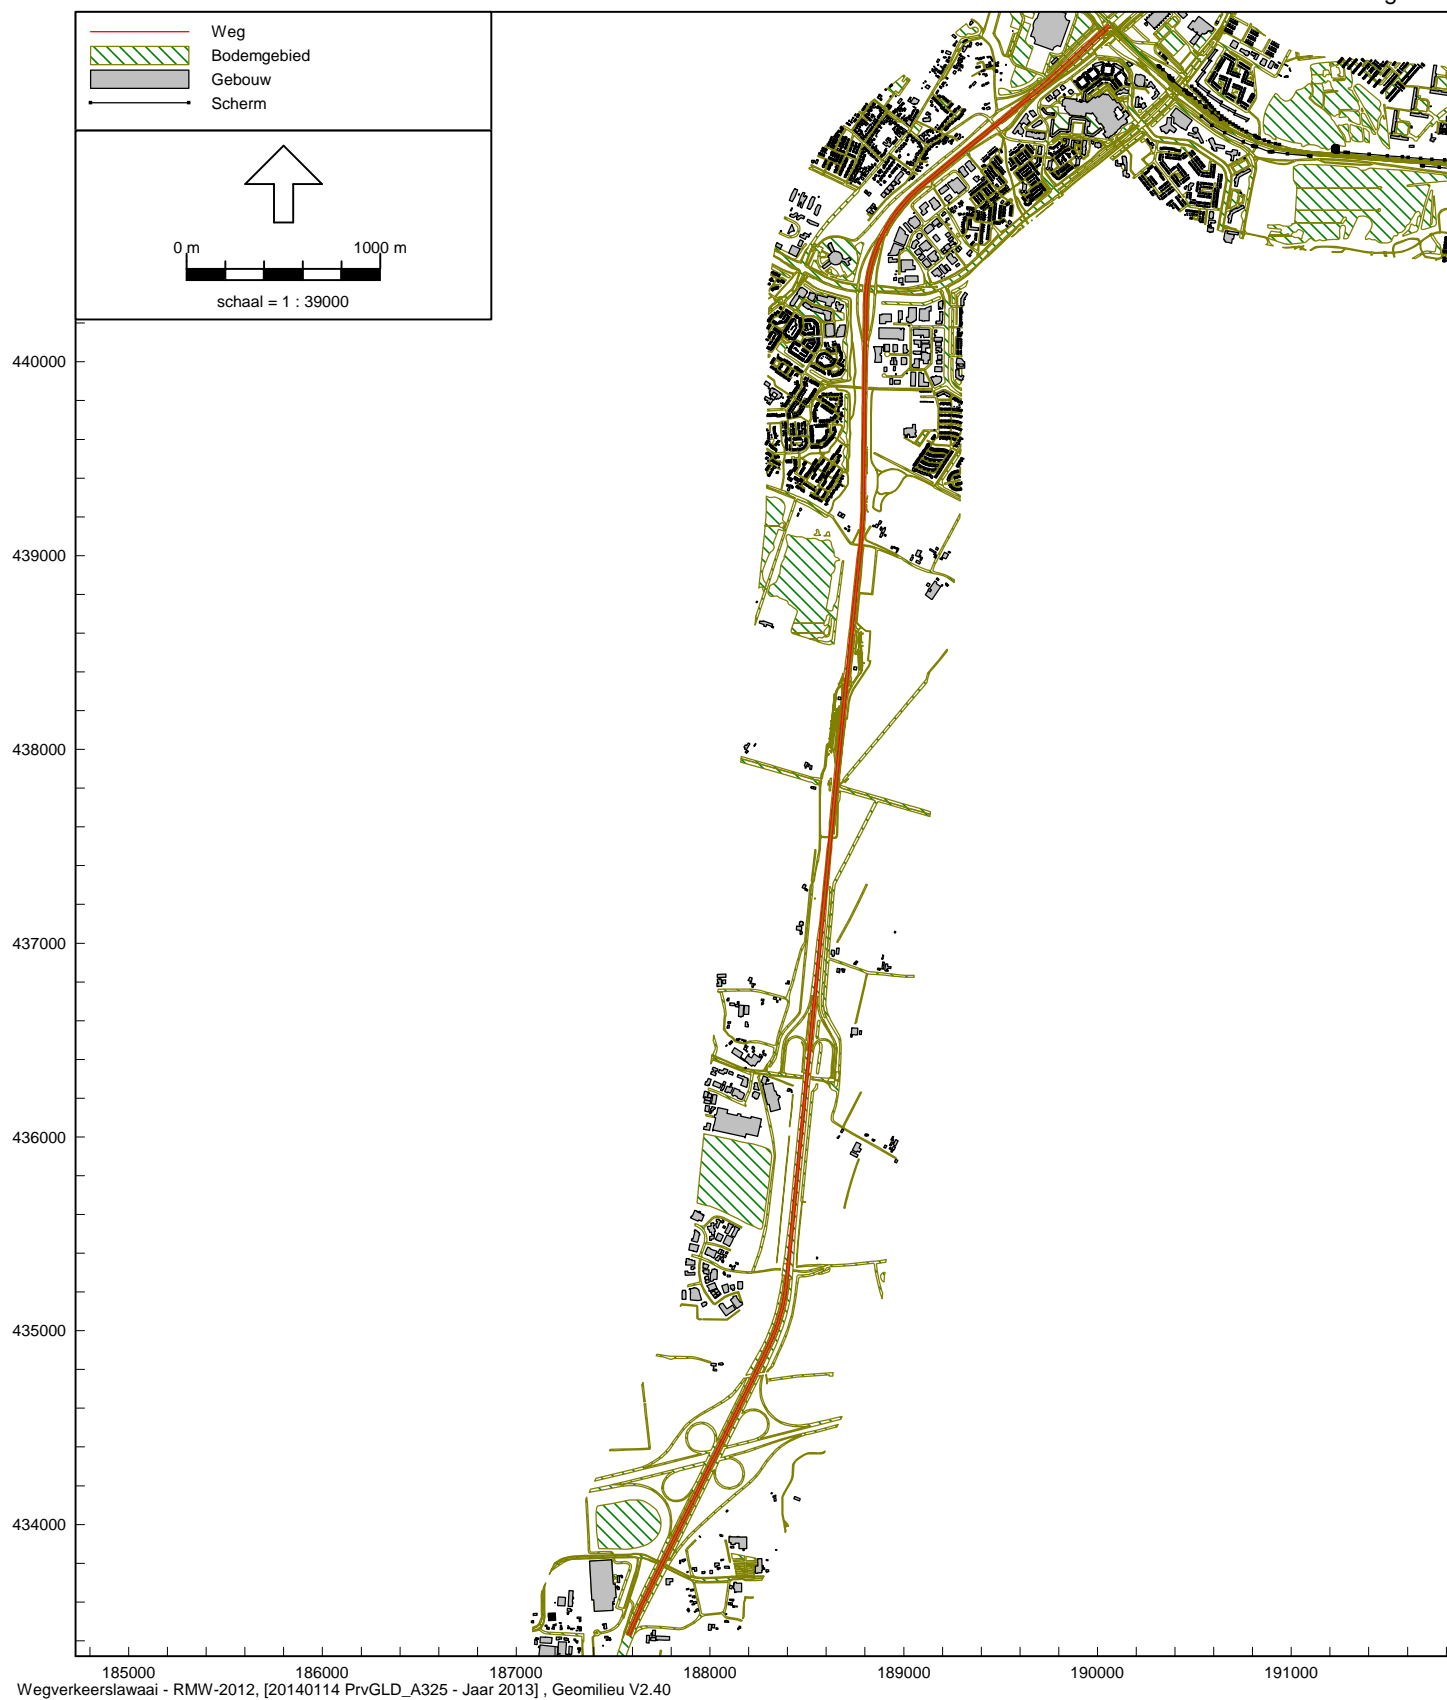 Weg
Bodemgebied
Gebouw
Scherm
0 m 1000 m
schaal = 1 : 39000
440000
439000
438000
437000
436000
435000
434000
185000 186000 187000 188000 189000 190000 191000
Wegverkeerslawaai - RMW-2012, [20140114 PrvGLD_A325 - Jaar 2013] , Geomilieu V2.40